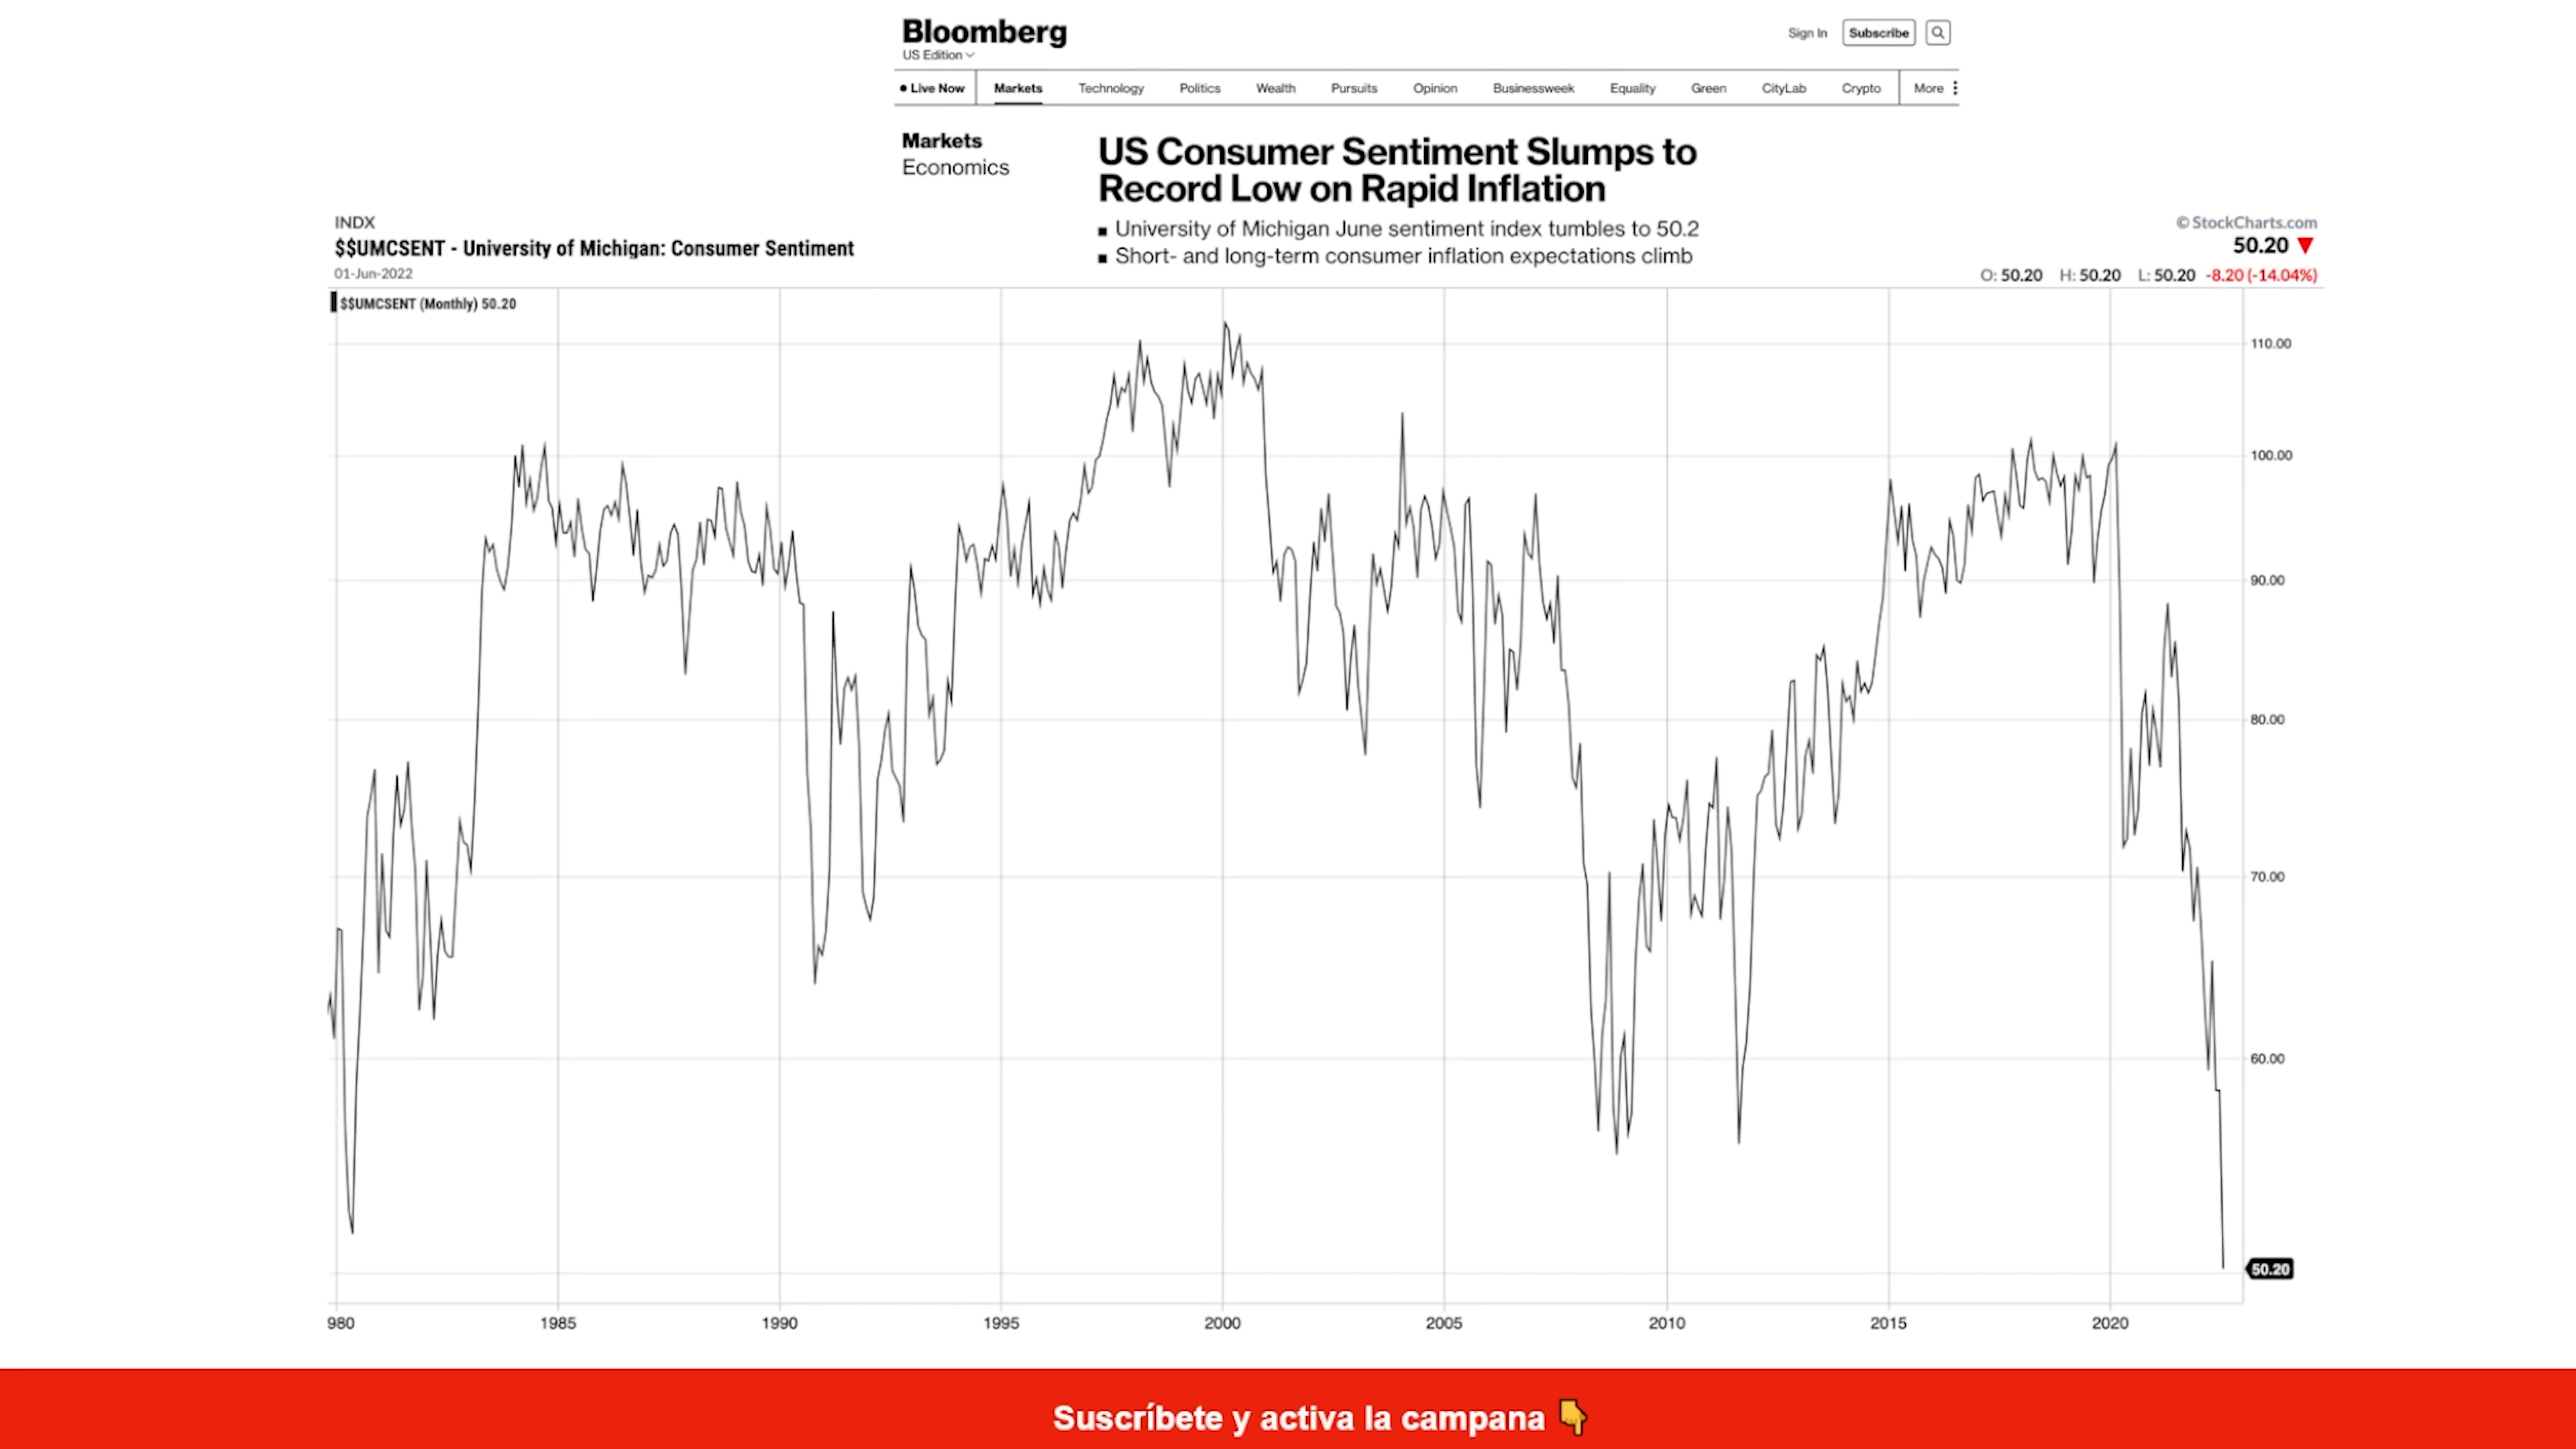 Bloomberg
US Edition
Sign In Subscribe
Live Now Markets Technology Politics Wealth Pursuits Opinion Businessweek Equality Green CityLab Crypto More
Markets
Economics
US Consumer Sentiment Slumps to
Record Low on Rapid Inflation
■ University of Michigan June sentiment index tumbles to 50.2
■ Short- and long-term consumer inflation expectations climb
INDX
$$UMCSENT - University of Michigan: Consumer Sentiment
01-Jun-2022
© StockCharts.com
50.20 ▼
O: 50.20 H: 50.20 L: 50.20 -8.20 (-14.04%)
$$UMCSENT (Monthly) 50.20
110.00
100.00
90.00
80.00
70.00
60.00
50.20
980 1985 1990 1995 2000 2005 2010 2015 2020
Suscríbete y activa la campana 👇